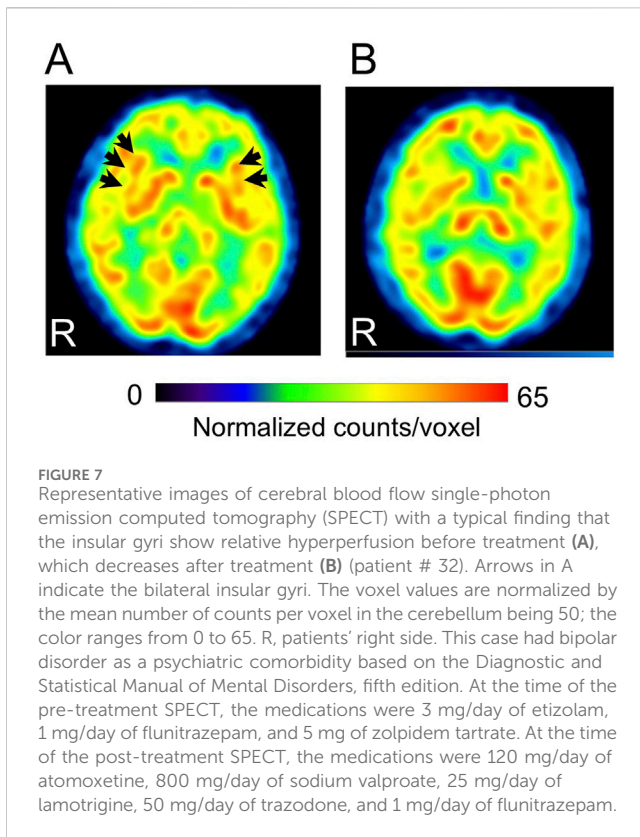 A
B
R
R
0
65
Normalized counts/voxel
FIGURE 7
Representative images of cerebral blood flow single-photon
emission computed tomography (SPECT) with a typical finding that
the insular gyri show relative hyperperfusion before treatment (A),
which decreases after treatment (B) (patient # 32). Arrows in A
indicate the bilateral insular gyri. The voxel values are normalized by
the mean number of counts per voxel in the cerebellum being 50; the
color ranges from 0 to 65. R, patients' right side. This case had bipolar
disorder as a psychiatric comorbidity based on the Diagnostic and
Statistical Manual of Mental Disorders, fifth edition. At the time of the
pre-treatment SPECT, the medications were 3 mg/day of etizolam,
1 mg/day of flunitrazepam, and 5 mg of zolpidem tartrate. At the time
of the post-treatment SPECT, the medications were 120 mg/day of
atomoxetine, 800 mg/day of sodium valproate, 25 mg/day of
lamotrigine, 50 mg/day of trazodone, and 1 mg/day of flunitrazepam.